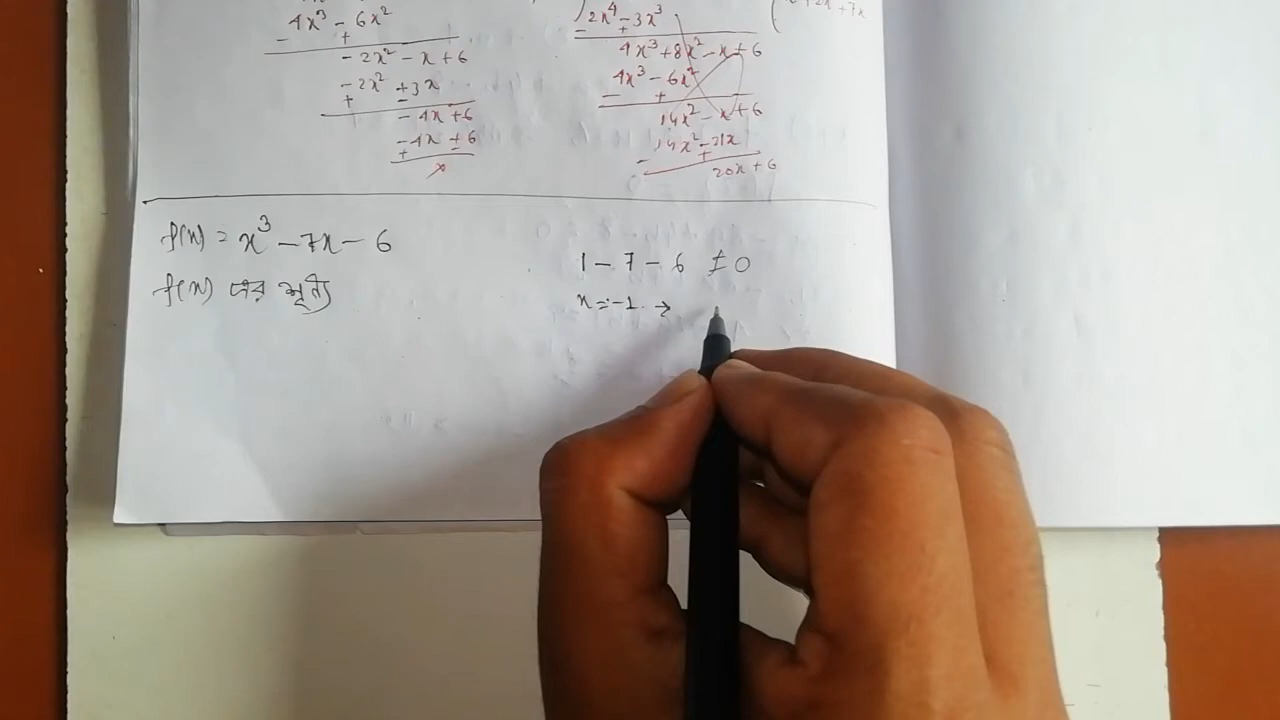 4x³ - 6x²
- +
- 2x² - x + 6
- 2x² + 3x
+ -
- 4x + 6
- 4x + 6
+ -
x
2x⁴ - 3x³
- +
4x³ + 8x² - x + 6
4x³ - 6x²
- +
14x² - x + 6
14x² - 21x
- +
20x + 6
f(x) = x³ - 7x - 6
f(x) এর শূন্য
1 - 7 - 6 ≠ 0
x = -1 →